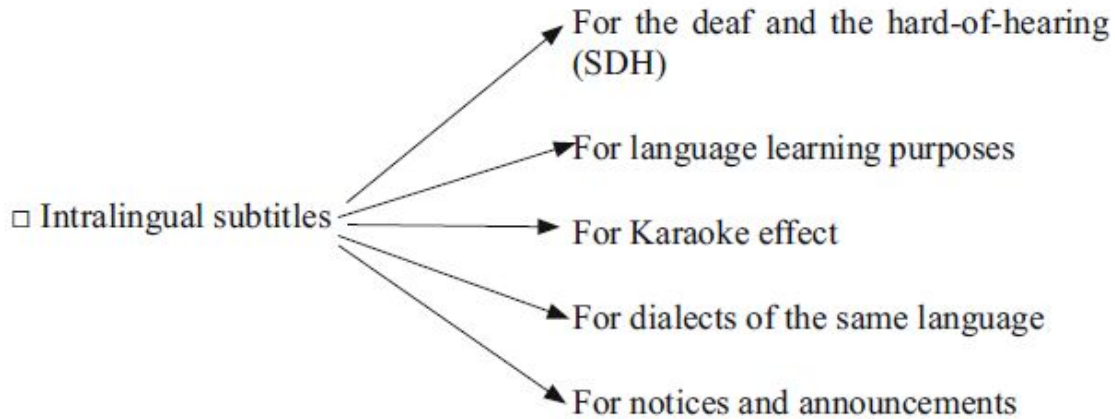 For the deaf and the hard-of-hearing
(SDH)
For language learning purposes
□ Intralingual subtitles
For Karaoke effect
For dialects of the same language
For notices and announcements